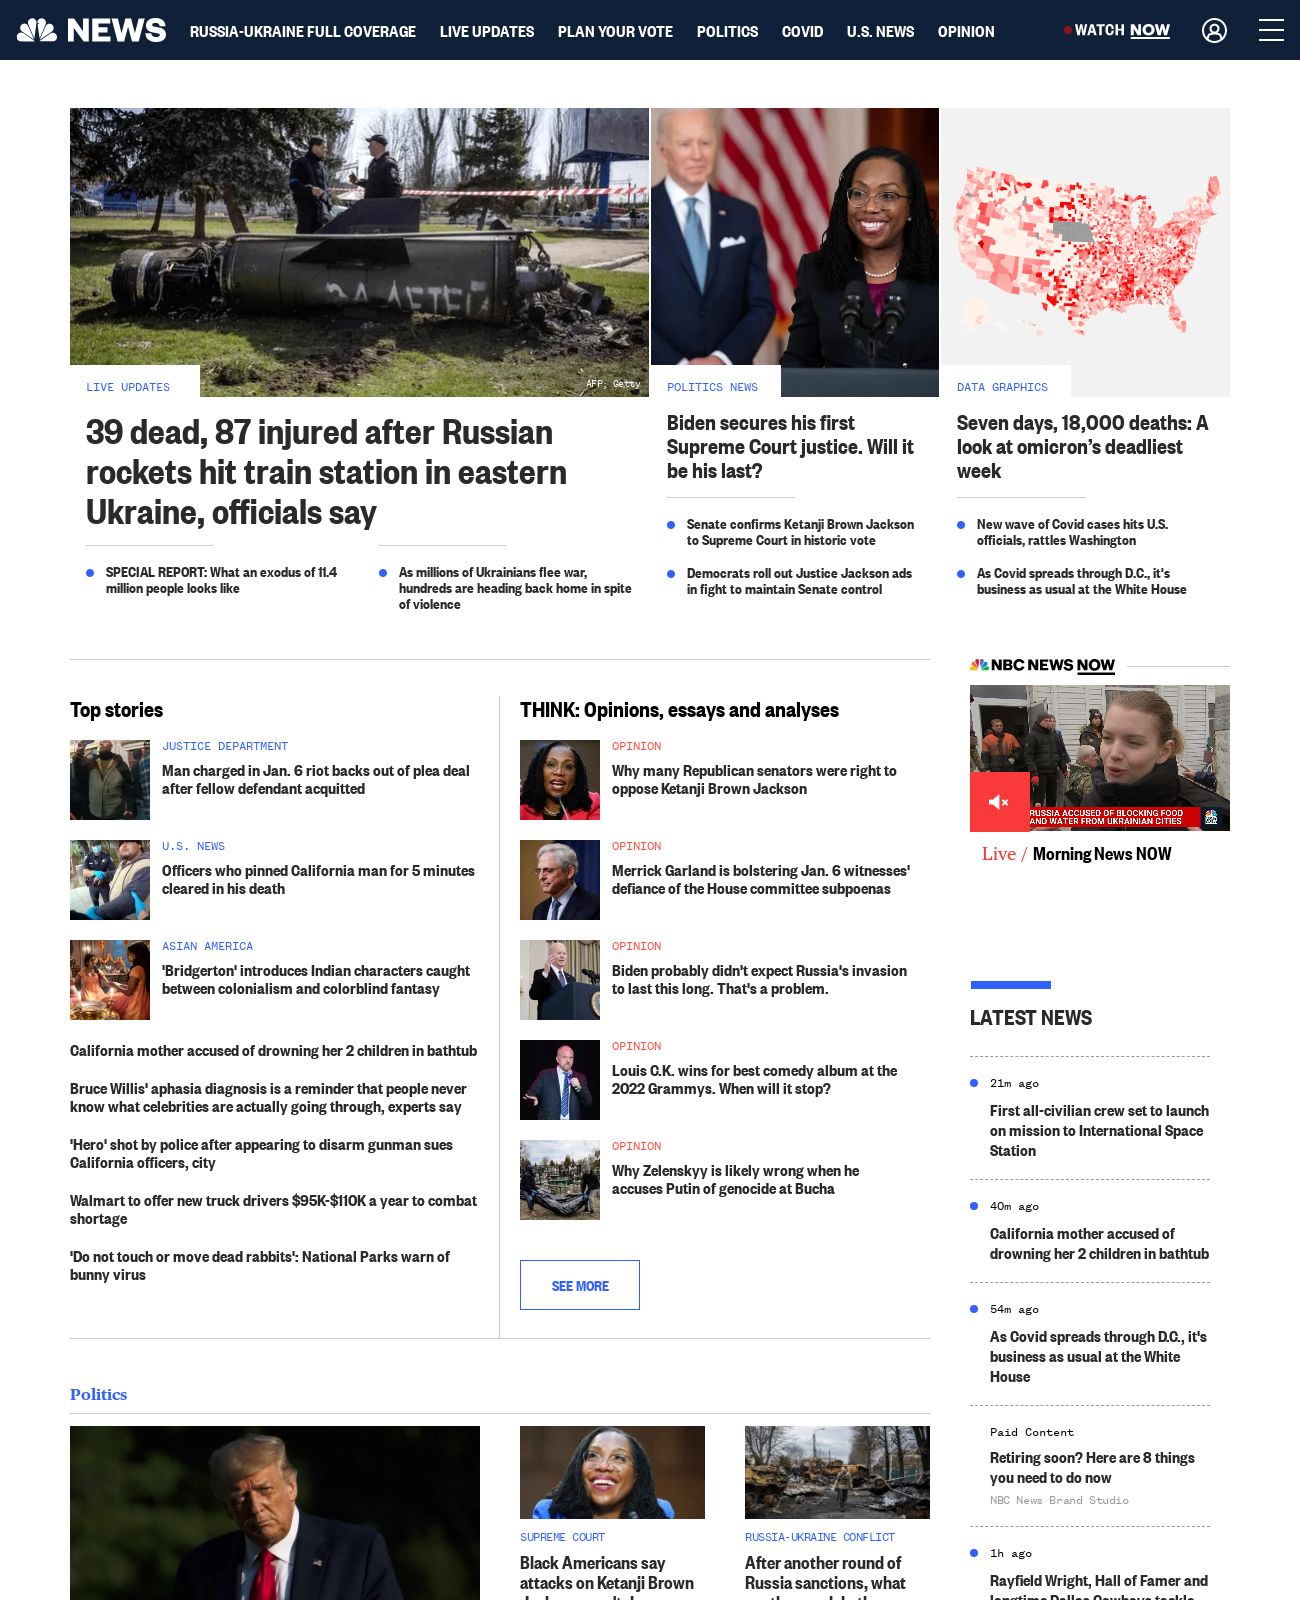 NEWS
RUSSIA-UKRAINE FULL COVERAGE
LIVE UPDATES
PLAN YOUR VOTE
POLITICS
COVID
U.S. NEWS
OPINION
WATCH NOW
AFP; Getty
LIVE UPDATES
39 dead, 87 injured after Russian
rockets hit train station in eastern
Ukraine, officials say
SPECIAL REPORT: What an exodus of 11.4
million people looks like
As millions of Ukrainians flee war,
hundreds are heading back home in spite
of violence
POLITICS NEWS
Biden secures his first
Supreme Court justice. Will it
be his last?
Senate confirms Ketanji Brown Jackson
to Supreme Court in historic vote
Democrats roll out Justice Jackson ads
in fight to maintain Senate control
DATA GRAPHICS
Seven days, 18,000 deaths: A
look at omicron’s deadliest
week
New wave of Covid cases hits U.S.
officials, rattles Washington
As Covid spreads through D.C., it's
business as usual at the White House
Top stories
JUSTICE DEPARTMENT
Man charged in Jan. 6 riot backs out of plea deal
after fellow defendant acquitted
U.S. NEWS
Officers who pinned California man for 5 minutes
cleared in his death
ASIAN AMERICA
'Bridgerton' introduces Indian characters caught
between colonialism and colorblind fantasy
California mother accused of drowning her 2 children in bathtub
Bruce Willis' aphasia diagnosis is a reminder that people never
know what celebrities are actually going through, experts say
'Hero' shot by police after appearing to disarm gunman sues
California officers, city
Walmart to offer new truck drivers $95K-$110K a year to combat
shortage
'Do not touch or move dead rabbits': National Parks warn of
bunny virus
THINK: Opinions, essays and analyses
OPINION
Why many Republican senators were right to
oppose Ketanji Brown Jackson
OPINION
Merrick Garland is bolstering Jan. 6 witnesses'
defiance of the House committee subpoenas
OPINION
Biden probably didn't expect Russia's invasion
to last this long. That's a problem.
OPINION
Louis C.K. wins for best comedy album at the
2022 Grammys. When will it stop?
OPINION
Why Zelenskyy is likely wrong when he
accuses Putin of genocide at Bucha
SEE MORE
NBC NEWS NOW
RUSSIA ACCUSED OF BLOCKING FOOD
AND WATER FROM UKRAINIAN CITIES
Live / Morning News NOW
LATEST NEWS
21m ago
First all-civilian crew set to launch
on mission to International Space
Station
40m ago
California mother accused of
drowning her 2 children in bathtub
54m ago
As Covid spreads through D.C., it's
business as usual at the White
House
Paid Content
Retiring soon? Here are 8 things
you need to do now
NBC News Brand Studio
1h ago
Rayfield Wright, Hall of Famer and
Politics
SUPREME COURT
Black Americans say
attacks on Ketanji Brown
RUSSIA-UKRAINE CONFLICT
After another round of
Russia sanctions, what